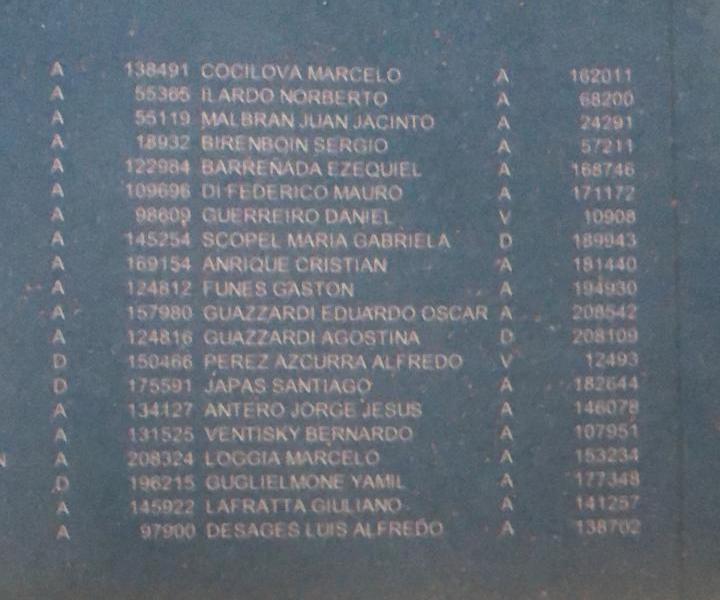 A 138491 COCILOVA MARCELO A 162011
A 55365 ILARDO NORBERTO A 68200
A 55119 MALBRAN JUAN JACINTO A 24291
A 18932 BIRENBOIN SERGIO A 57211
A 122984 BARRENADA EZEQUIEL A 168746
A 109696 DI FEDERICO MAURO A 171172
A 98609 GUERREIRO DANIEL V 10908
A 145254 SCOPEL MARIA GABRIELA D 189943
A 169154 ANRIQUE CRISTIAN A 181440
A 124812 FUNES GASTON A 194930
A 157980 GUAZZARDI EDUARDO OSCAR A 208542
A 124816 GUAZZARDI AGOSTINA D 208109
D 150466 PEREZ AZCURRA ALFREDO V 12493
D 175591 JAPAS SANTIAGO A 182644
A 134127 ANTERO JORGE JESUS A 146078
A 131525 VENTISKY BERNARDO A 107951
N A 208324 LOGGIA MARCELO A 153234
D 196215 GUGLIELMONE YAMIL A 177348
A 145922 LAFRATTA GIULIANO A 141257
A 97900 DESAGES LUIS ALFREDO A 138702